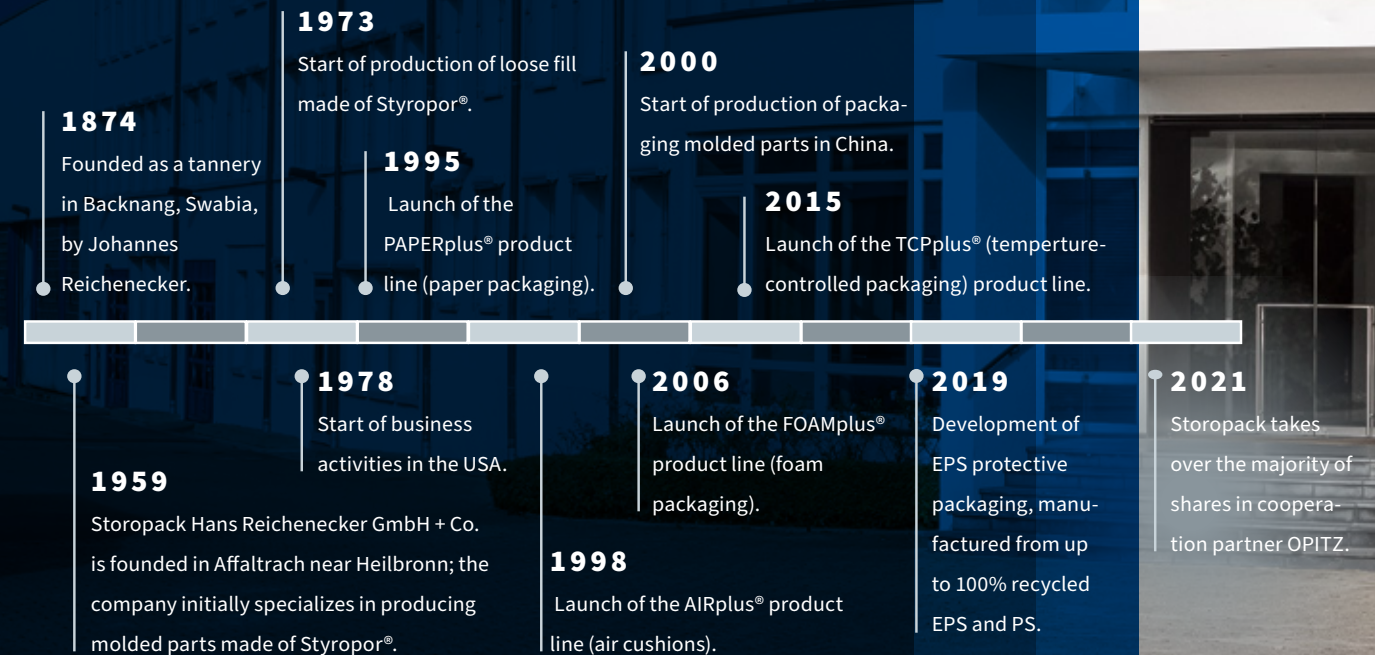 1973
Start of production of loose fill
made of Styropor®.
2000
Start of production of packa-
ging molded parts in China.
1874
Founded as a tannery
in Backnang, Swabia,
by Johannes
Reichenecker.
1995
Launch of the
PAPERplus® product
line (paper packaging).
2015
Launch of the TCPplus® (temperture-
controlled packaging) product line.
1959
Storopack Hans Reichenecker GmbH + Co.
is founded in Affaltrach near Heilbronn; the
company initially specializes in producing
molded parts made of Styropor®.
1978
Start of business
activities in the USA.
1998
Launch of the AIRplus® product
line (air cushions).
2006
Launch of the FOAMplus®
product line (foam
packaging).
2019
Development of
EPS protective
packaging, manu-
factured from up
to 100% recycled
EPS and PS.
2021
Storopack takes
over the majority of
shares in coopera-
tion partner OPITZ.